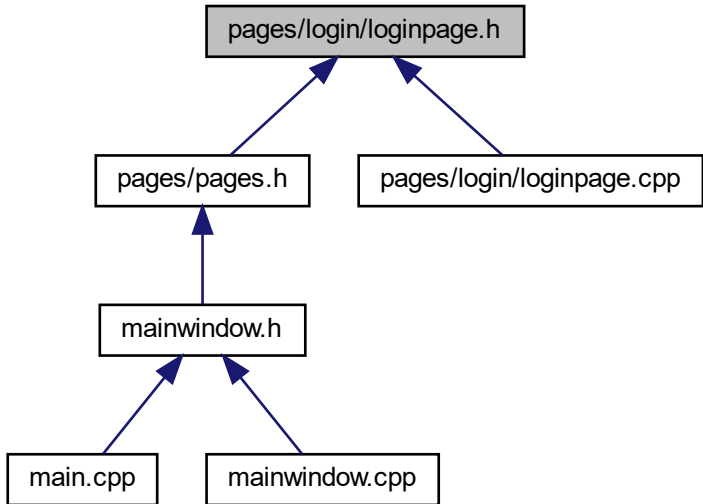 pages/login/loginpage.h
pages/pages.h
pages/login/loginpage.cpp
mainwindow.h
main.cpp
mainwindow.cpp